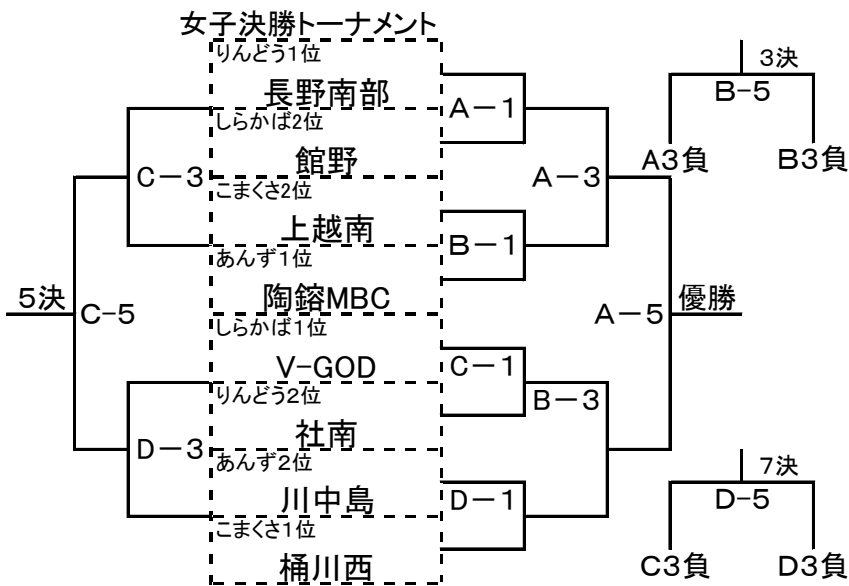 女子決勝トーナメント
りんどう1位
長野南部
しらかば2位
館野
こまくさ2位
上越南
あんず1位
陶鎔MBC
しらかば1位
V-GOD
りんどう2位
社南
あんず2位
川中島
こまくさ1位
桶川西
A-1
B-1
C-1
D-1
A-3
B-3
A-5
優勝
C-3
D-3
C-5
5決
3決
B-5
A3負
B3負
7決
D-5
C3負
D3負